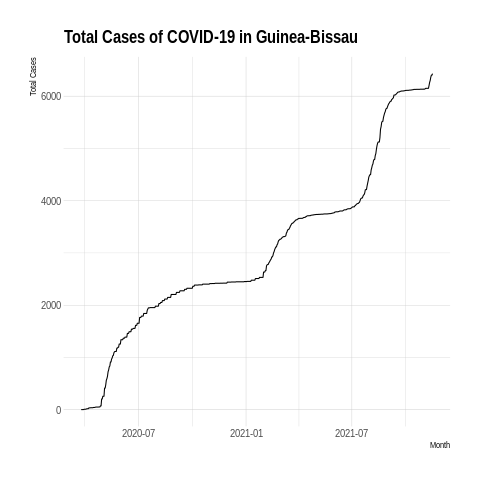 Total Cases of COVID-19 in Guinea-Bissau
Total Cases
6000
4000
2000
0
2020-07 2021-01 2021-07
Month